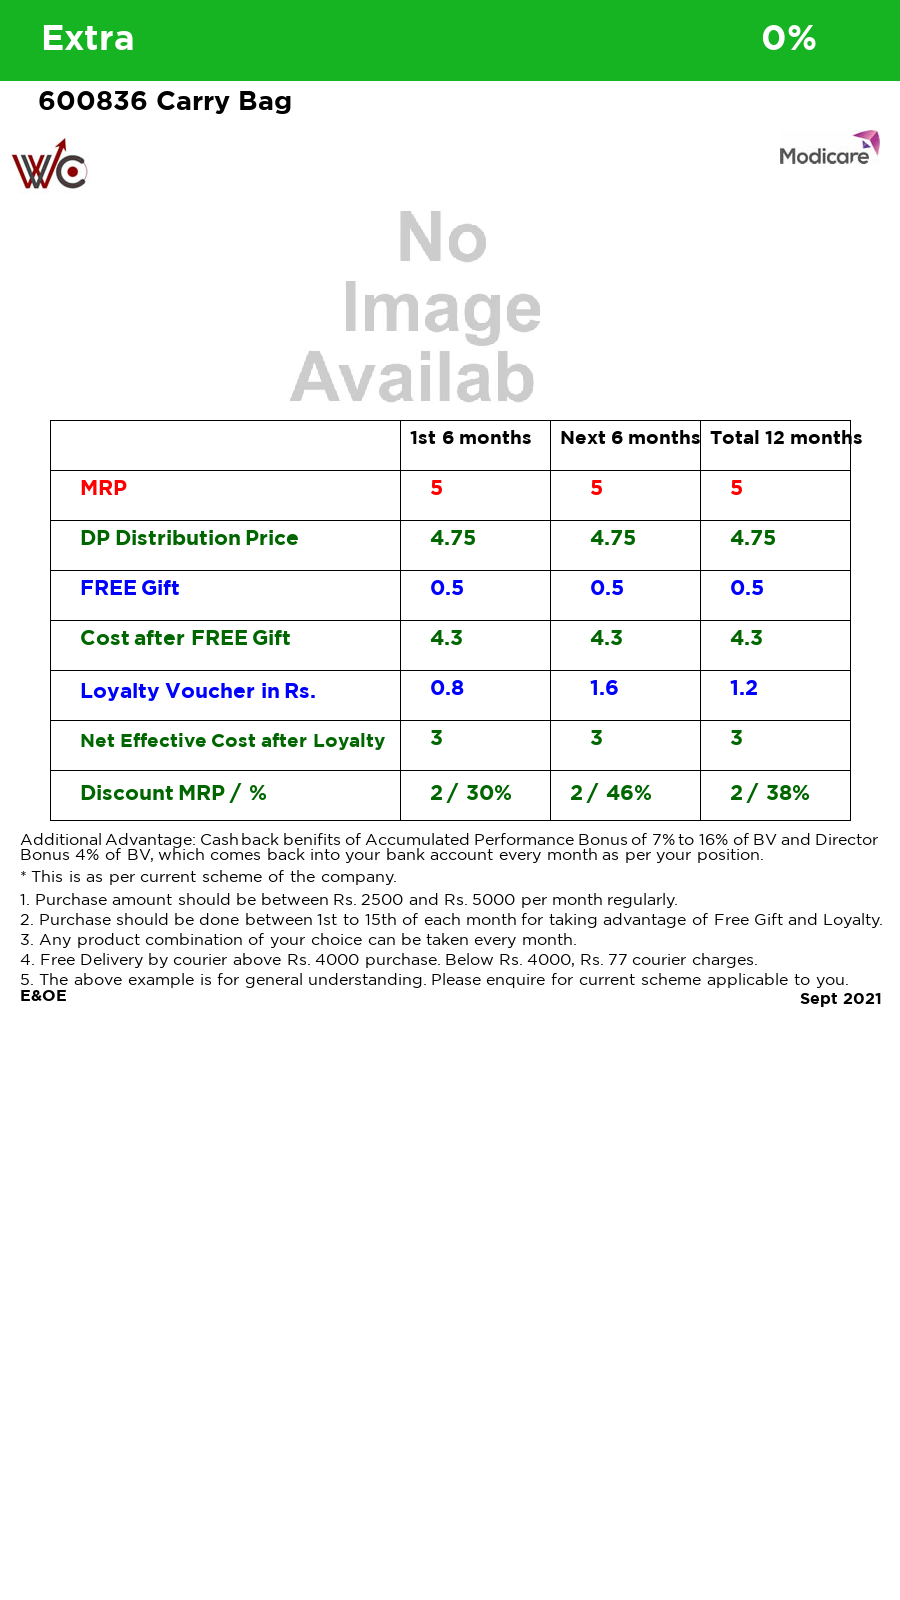 Extra 0%
600836 Carry Bag
WC
Modicare
No
Image
Availab
1st 6 months Next 6 months Total 12 months
MRP 5 5 5
DP Distribution Price 4.75 4.75 4.75
FREE Gift 0.5 0.5 0.5
Cost after FREE Gift 4.3 4.3 4.3
Loyalty Voucher in Rs. 0.8 1.6 1.2
Net Effective Cost after Loyalty 3 3 3
Discount MRP / % 2 / 30% 2 / 46% 2 / 38%
Additional Advantage: Cashback benifits of Accumulated Performance Bonus of 7% to 16% of BV and Director
Bonus 4% of BV, which comes back into your bank account every month as per your position.
* This is as per current scheme of the company.
1. Purchase amount should be between Rs. 2500 and Rs. 5000 per month regularly.
2. Purchase should be done between 1st to 15th of each month for taking advantage of Free Gift and Loyalty.
3. Any product combination of your choice can be taken every month.
4. Free Delivery by courier above Rs. 4000 purchase. Below Rs. 4000, Rs. 77 courier charges.
5. The above example is for general understanding. Please enquire for current scheme applicable to you.
E&OE
Sept 2021